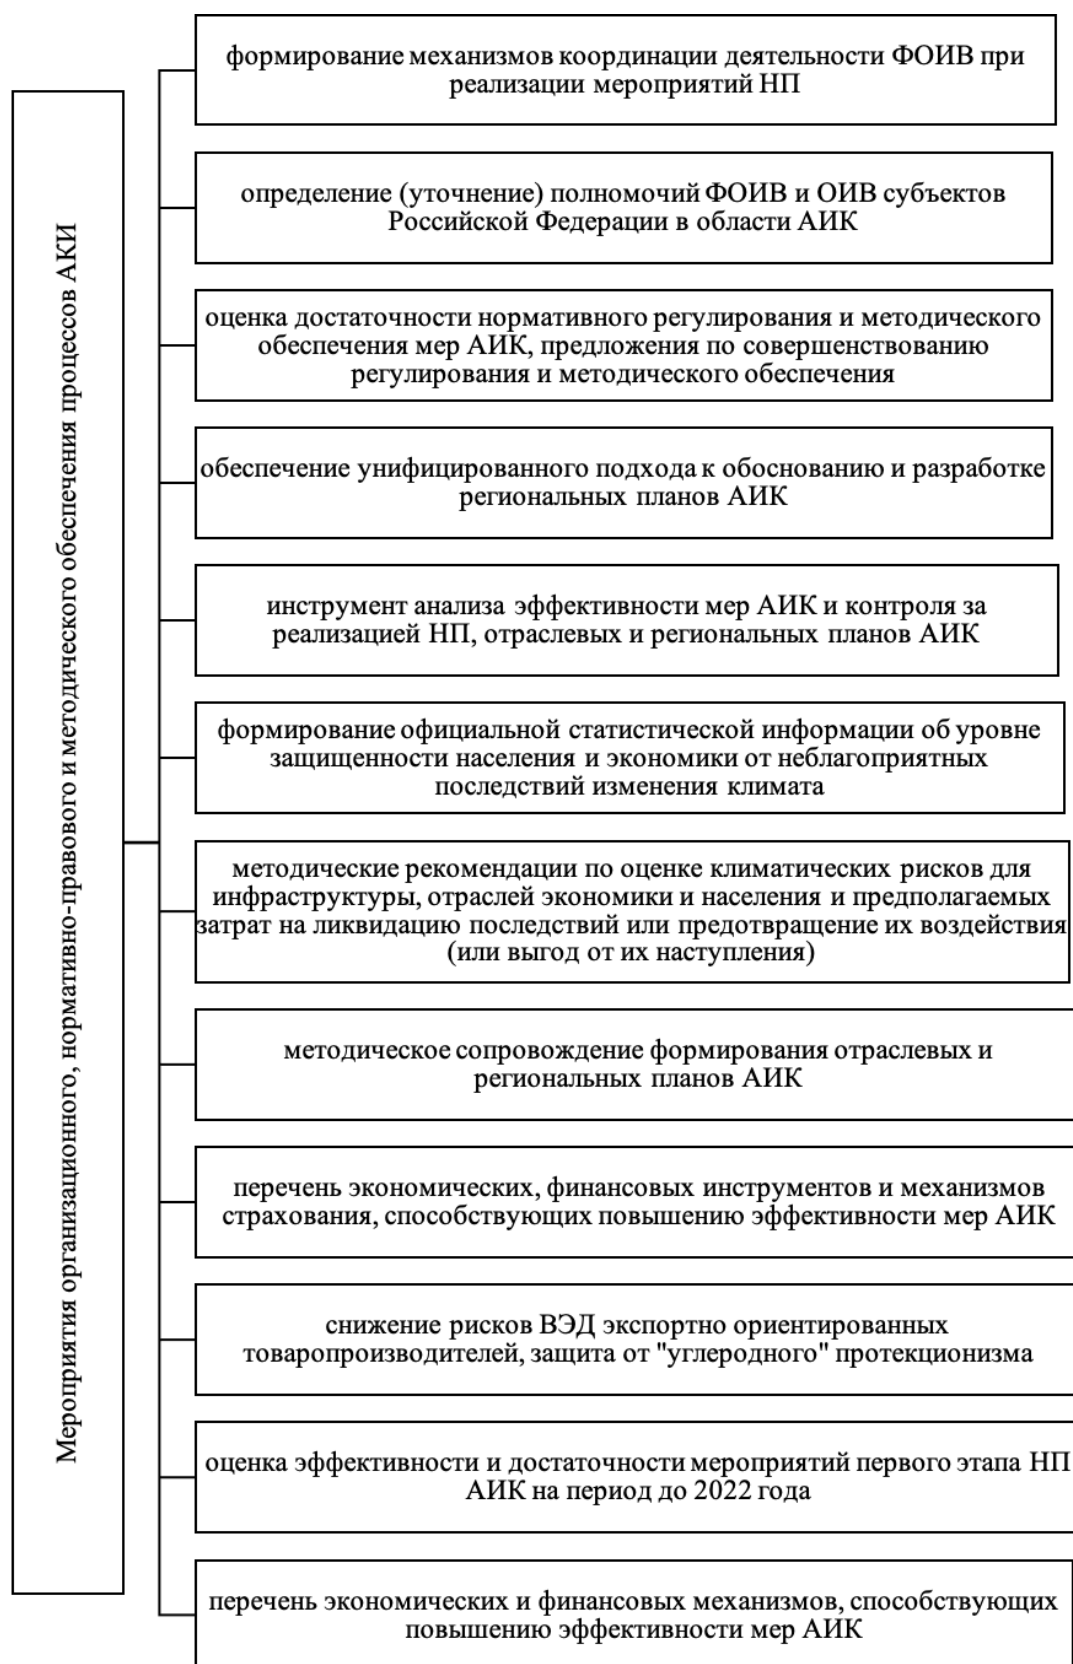 Мероприятия организационного, нормативно-правового и методического обеспечения процессов АКИ
формирование механизмов координации деятельности ФОИВ при
реализации мероприятий НП
определение (уточнение) полномочий ФОИВ и ОИВ субъектов
Российской Федерации в области АИК
оценка достаточности нормативного регулирования и методического
обеспечения мер АИК, предложения по совершенствованию
регулирования и методического обеспечения
обеспечение унифицированного подхода к обоснованию и разработке
региональных планов АИК
инструмент анализа эффективности мер АИК и контроля за
реализацией НП, отраслевых и региональных планов АИК
формирование официальной статистической информации об уровне
защищенности населения и экономики от неблагоприятных
последствий изменения климата
методические рекомендации по оценке климатических рисков для
инфраструктуры, отраслей экономики и населения и предполагаемых
затрат на ликвидацию последствий или предотвращение их воздействия
(или выгод от их наступления)
методическое сопровождение формирования отраслевых и
региональных планов АИК
перечень экономических, финансовых инструментов и механизмов
страхования, способствующих повышению эффективности мер АИК
снижение рисков ВЭД экспортно ориентированных
товаропроизводителей, защита от "углеродного" протекционизма
оценка эффективности и достаточности мероприятий первого этапа НП
АИК на период до 2022 года
перечень экономических и финансовых механизмов, способствующих
повышению эффективности мер АИК